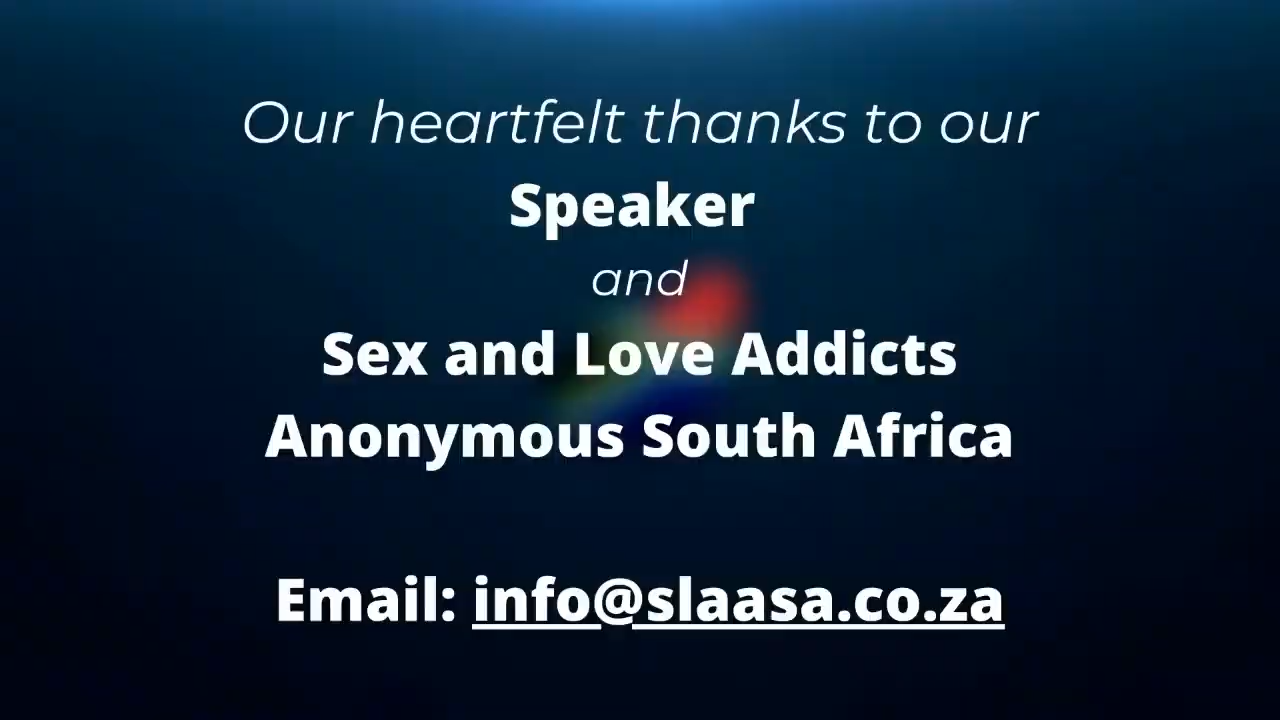 Our heartfelt thanks to our
Speaker
and
Sex and Love Addicts
Anonymous South Africa
Email: info@slaasa.co.za